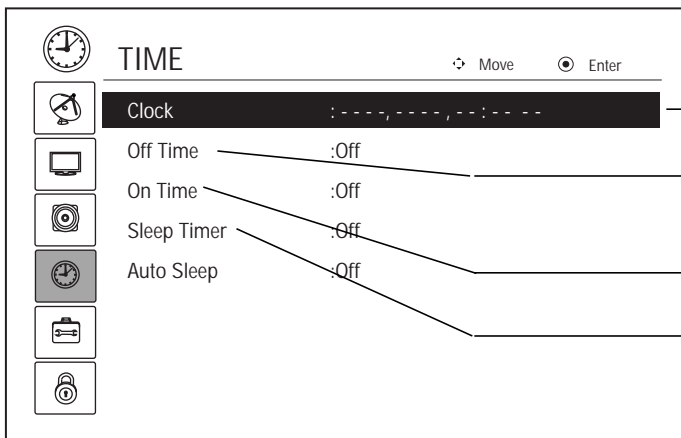 TIME Move Enter
Clock : - - - -, - - - - , - - : - - - -
Off Time :Off
On Time :Off
Sleep Timer :Off
Auto Sleep :Off